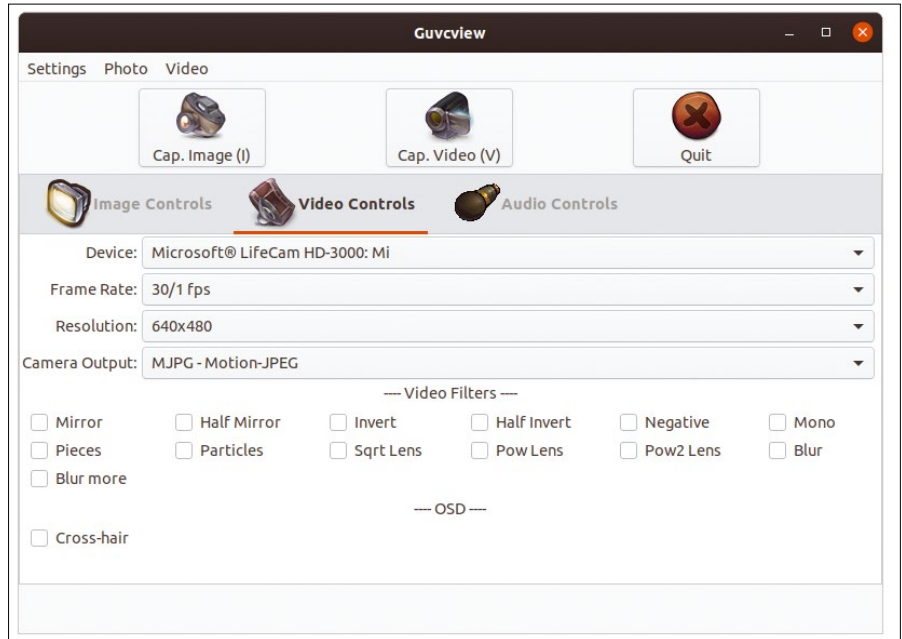 Guvcview
Settings Photo Video
Cap. Image (I) Cap. Video (V) Quit
Image Controls Video Controls Audio Controls
Device: Microsoft® LifeCam HD-3000: Mi
Frame Rate: 30/1 fps
Resolution: 640x480
Camera Output: MJPG - Motion-JPEG
---- Video Filters ----
Mirror Half Mirror Invert Half Invert Negative Mono
Pieces Particles Sqrt Lens Pow Lens Pow2 Lens Blur
Blur more
---- OSD ----
Cross-hair